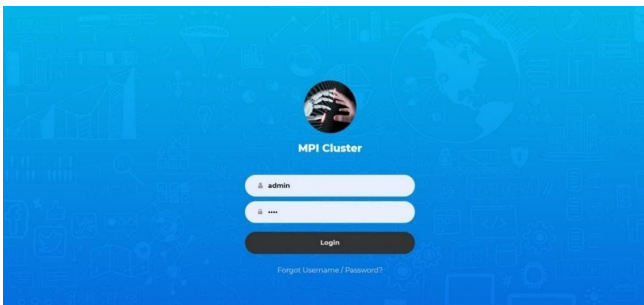 MPI Cluster
admin
••••
Login
Forgot Username / Password?